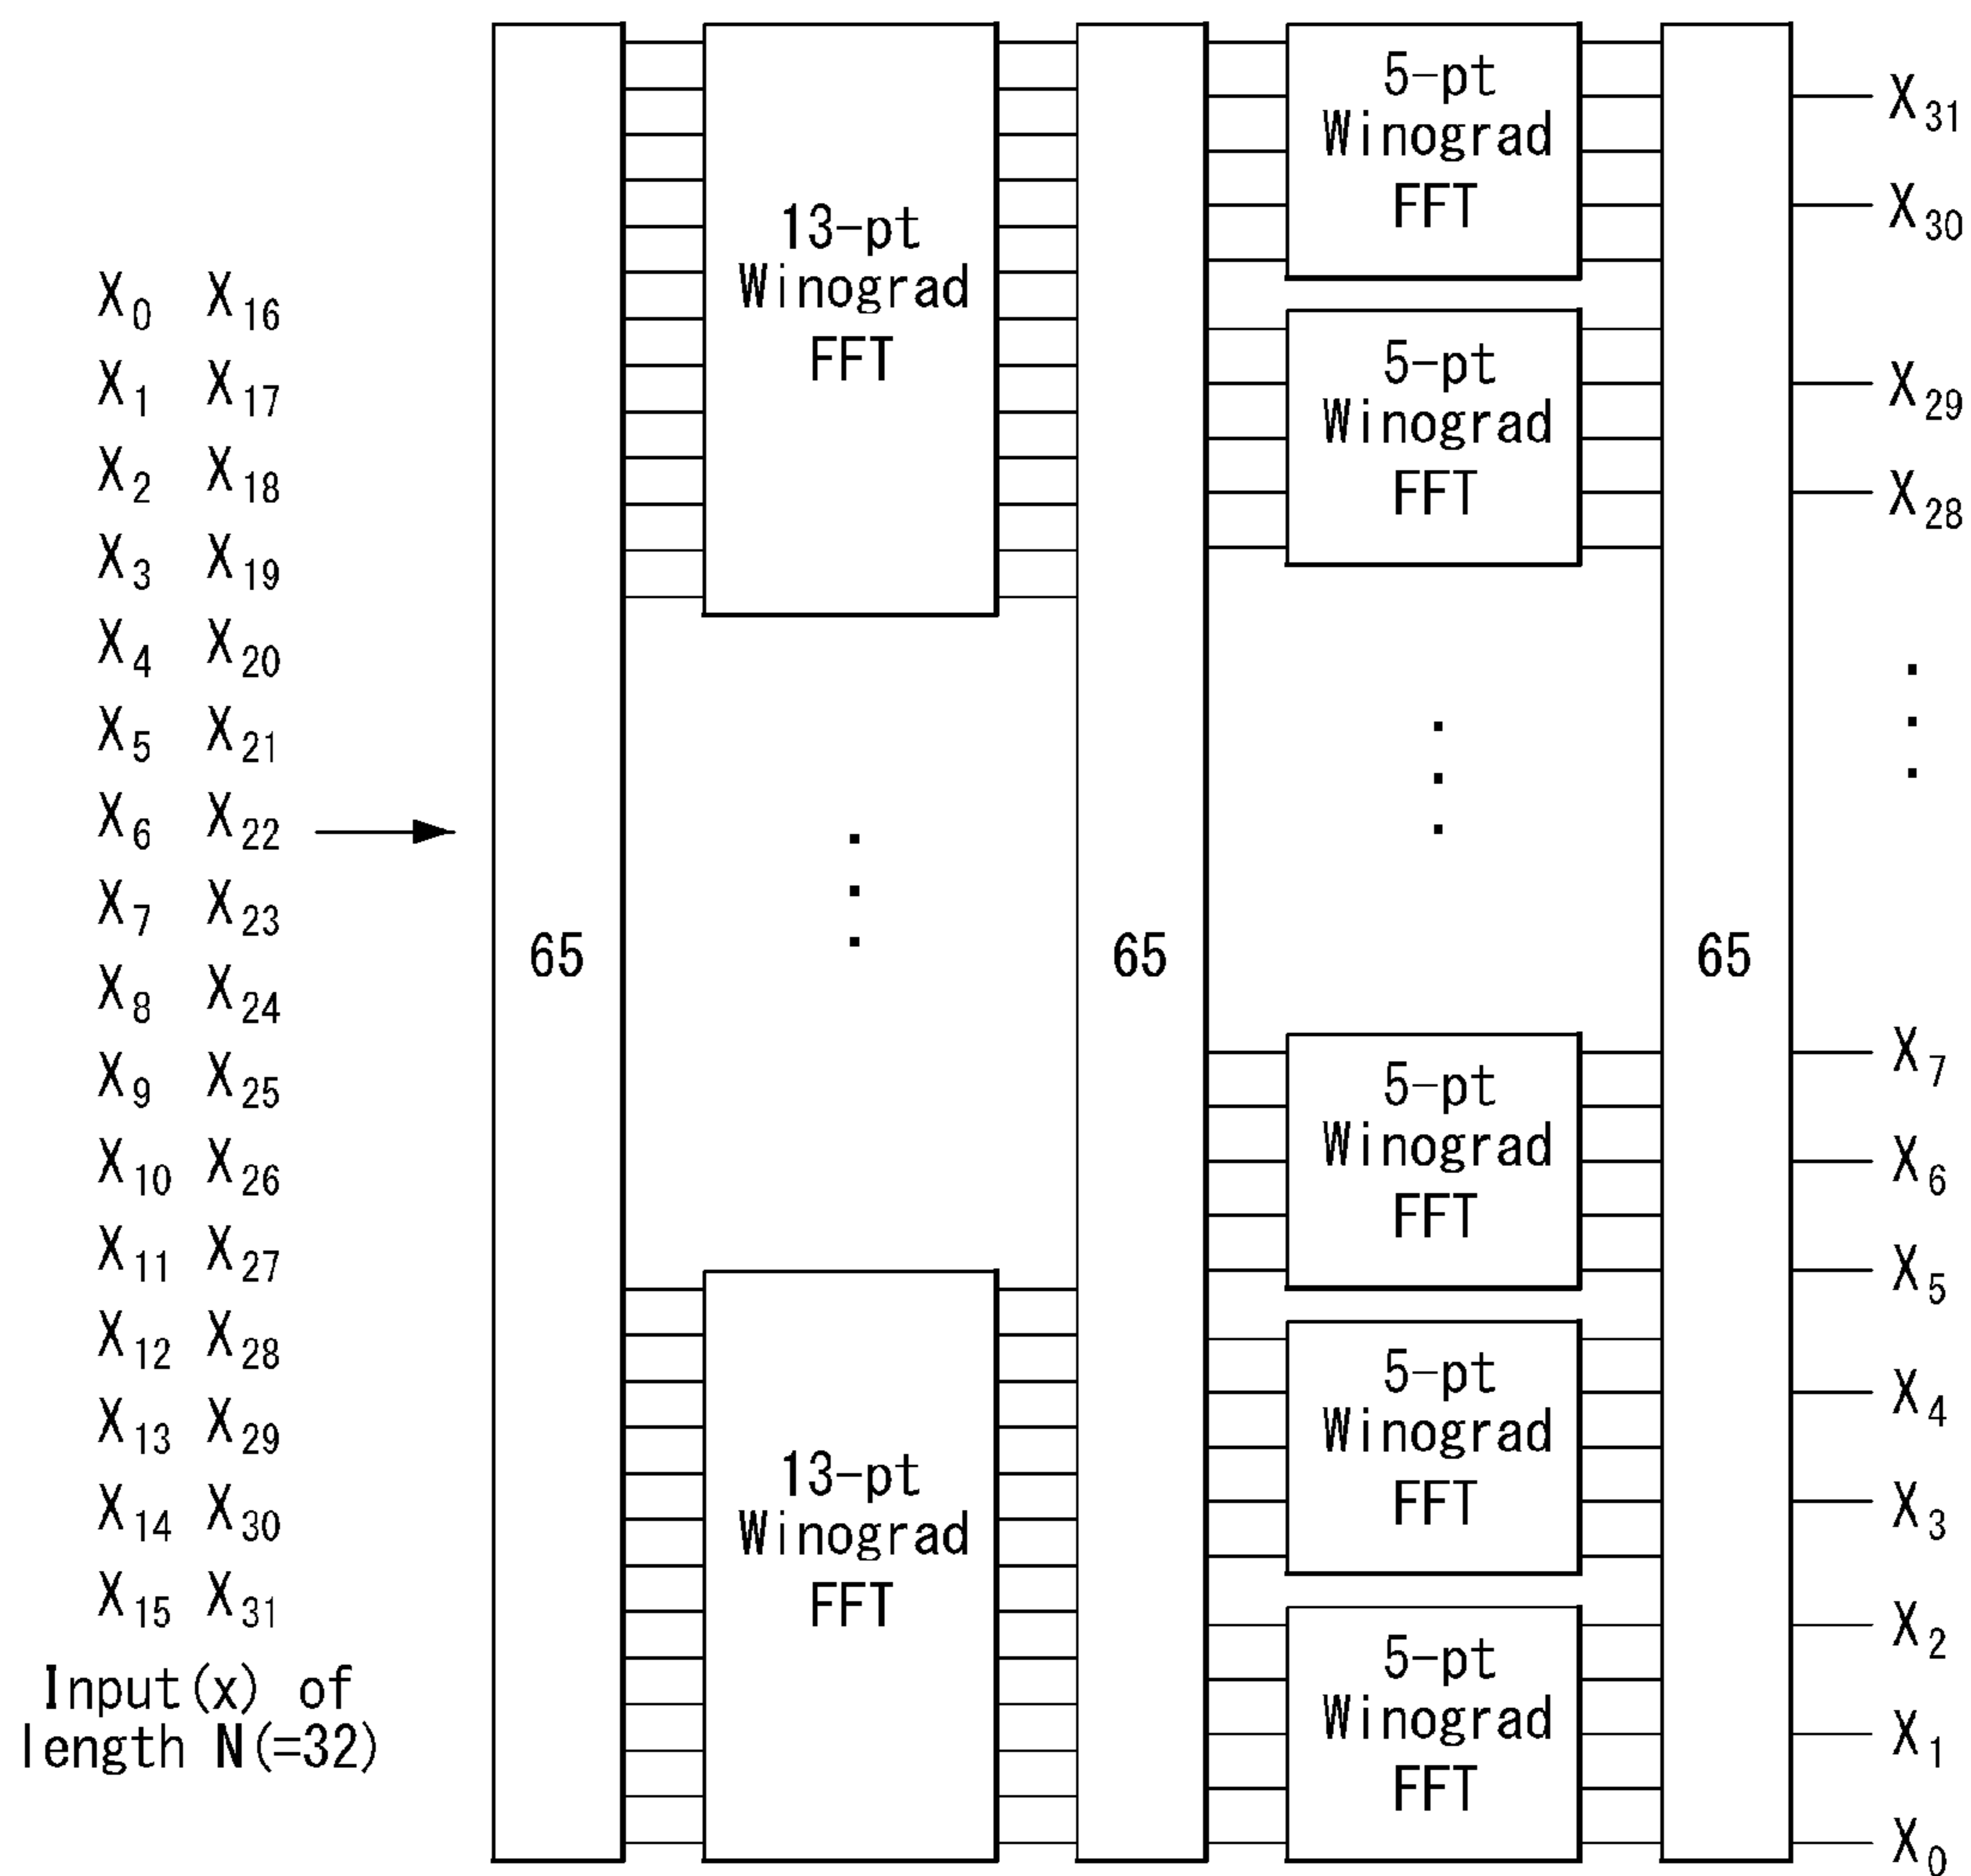 X0 X16
X1 X17
X2 X18
X3 X19
X4 X20
X5 X21
X6 X22
X7 X23
X8 X24
X9 X25
X10 X26
X11 X27
X12 X28
X13 X29
X14 X30
X15 X31
Input(x) of
length N(=32)
65
13-pt
Winograd
FFT
13-pt
Winograd
FFT
65
5-pt
Winograd
FFT
5-pt
Winograd
FFT
5-pt
Winograd
FFT
5-pt
Winograd
FFT
5-pt
Winograd
FFT
65
X31
X30
X29
X28
X7
X6
X5
X4
X3
X2
X1
X0